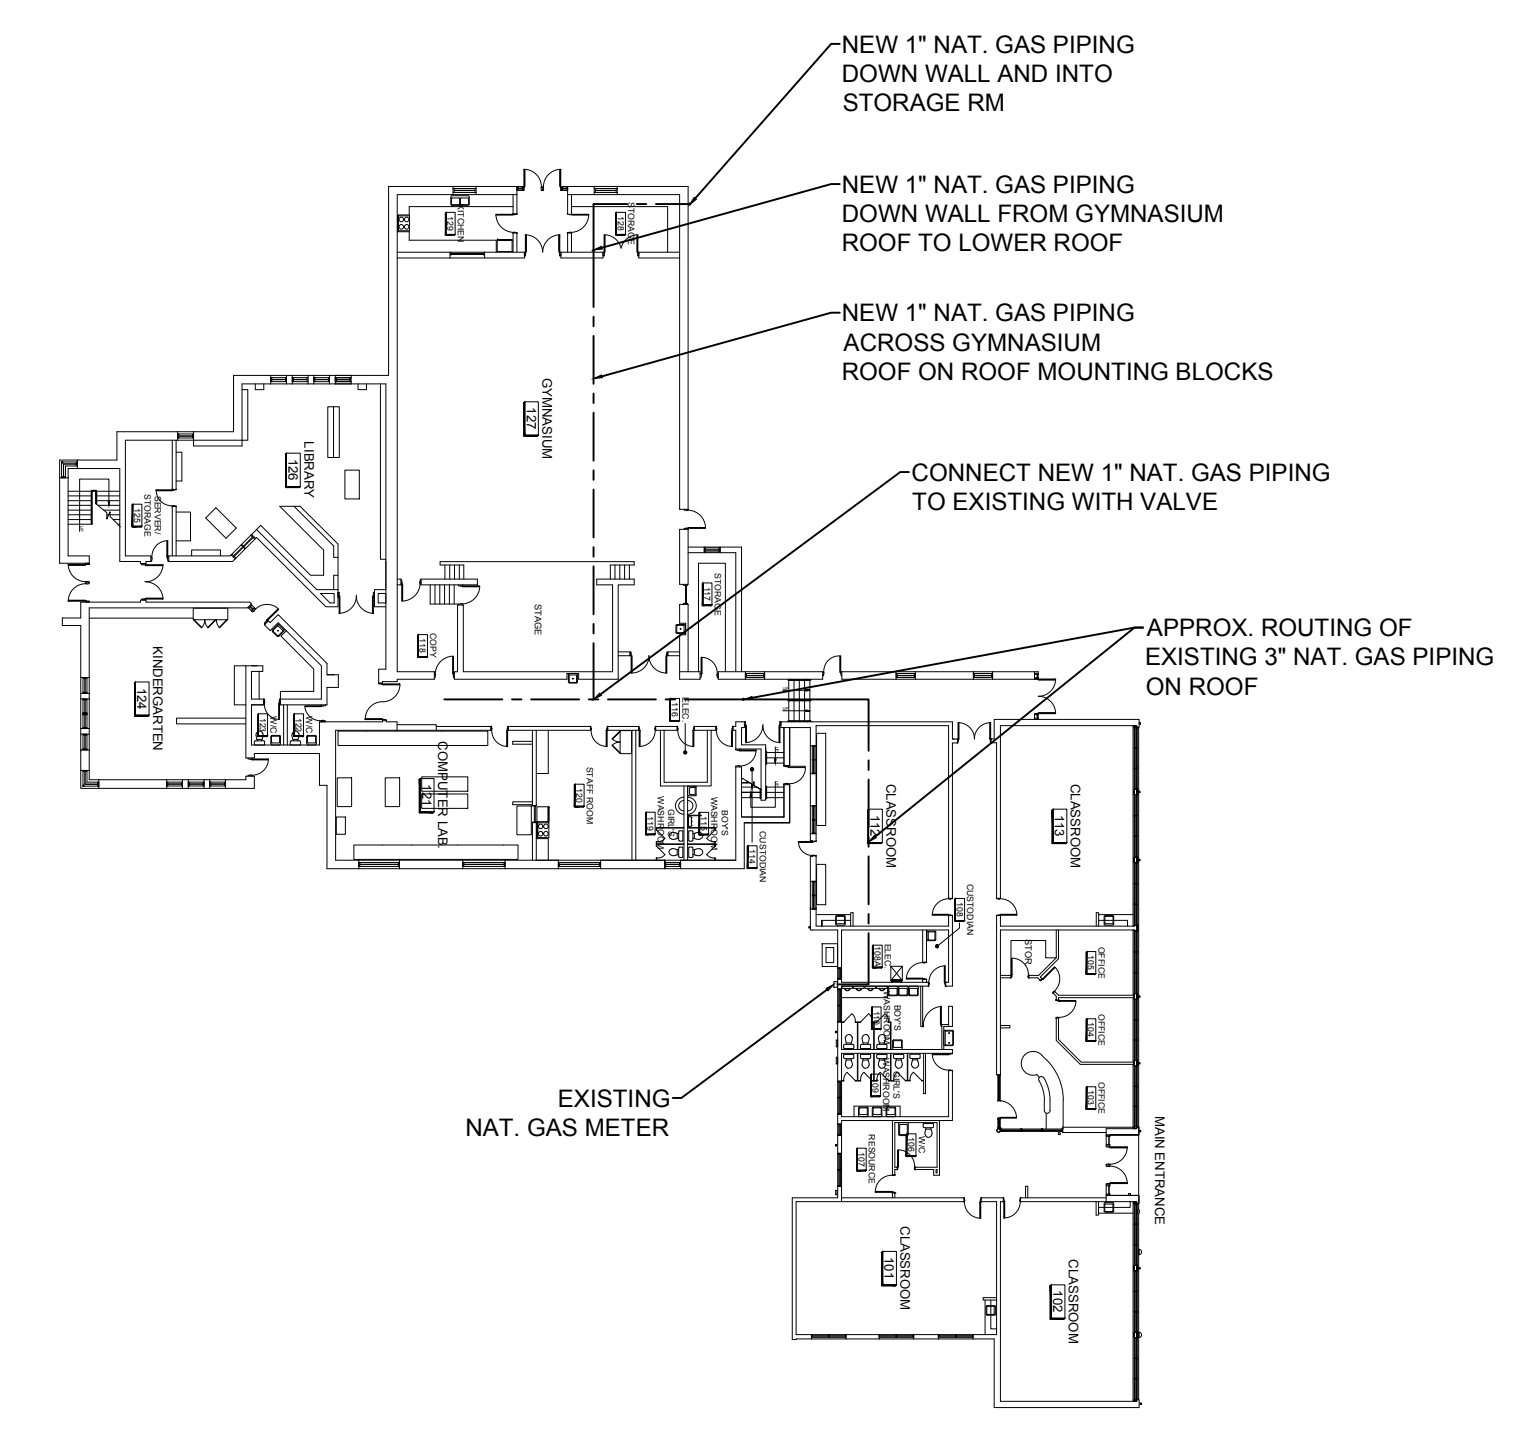 NEW 1" NAT. GAS PIPING
DOWN WALL AND INTO
STORAGE RM
NEW 1" NAT. GAS PIPING
DOWN WALL FROM GYMNASIUM
ROOF TO LOWER ROOF
NEW 1" NAT. GAS PIPING
ACROSS GYMNASIUM
ROOF ON ROOF MOUNTING BLOCKS
CONNECT NEW 1" NAT. GAS PIPING
TO EXISTING WITH VALVE
APPROX. ROUTING OF
EXISTING 3" NAT. GAS PIPING
ON ROOF
EXISTING
NAT. GAS METER
KITCHEN
129
STORAGE
128
GYMNASIUM
127
LIBRARY
126
SERVER/
STORAGE
125
STAGE
COPY
118
STORAGE
117
KINDERGARTEN
124
W/C
123
W/C
122
ELEC
116
COMPUTER LAB.
121
STAFF ROOM
120
GIRL'S
WASHROOM
119
BOY'S
WASHROOM
CUSTODIAN
114
CLASSROOM
112
CLASSROOM
113
CUSTODIAN
108
ELEC
108A
STOR
OFFICE
105
OFFICE
104
OFFICE
103
BOY'S
WASHROOM
GIRL'S
WASHROOM
109
W/C
106
RESOURCE
107
MAIN ENTRANCE
CLASSROOM
101
CLASSROOM
102